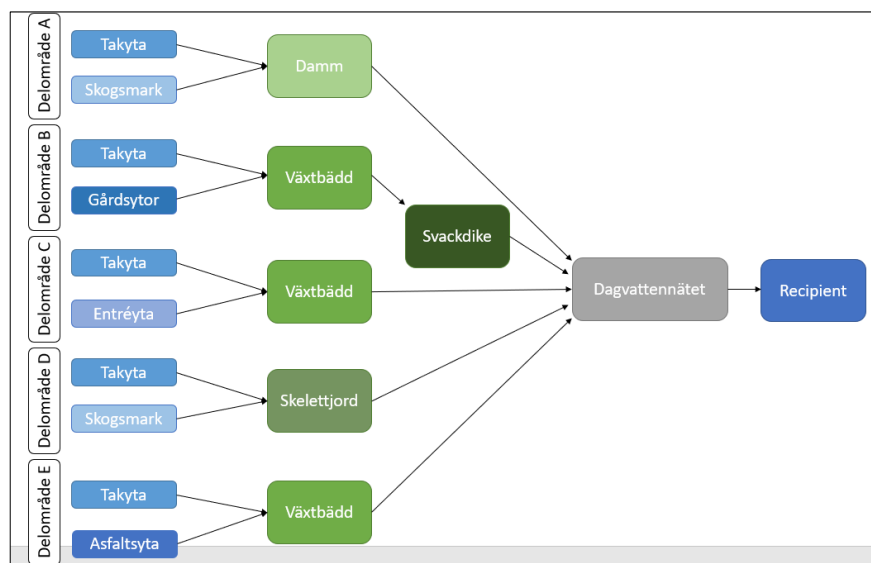 Delområde A
Takyta
Skogsmark
Damm
Delområde B
Takyta
Gårdsytor
Växtbädd
Svackdike
Delområde C
Takyta
Entréyta
Växtbädd
Dagvattennätet
Recipient
Delområde D
Takyta
Skogsmark
Skelettjord
Delområde E
Takyta
Asfaltsyta
Växtbädd